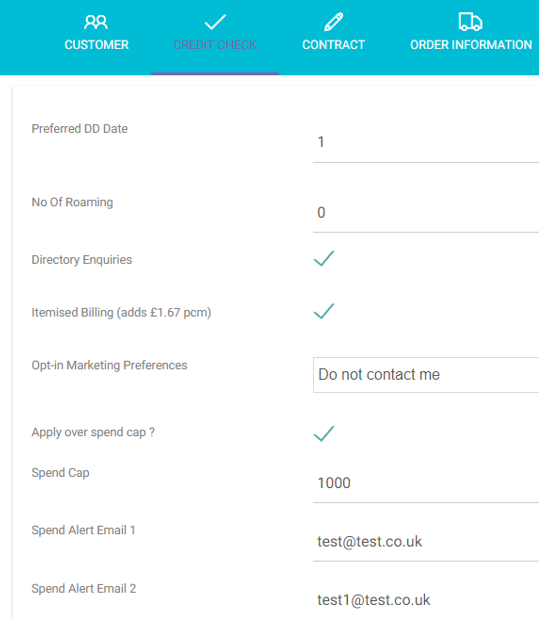 CUSTOMER CREDIT CHECK CONTRACT ORDER INFORMATION
Preferred DD Date 1
No Of Roaming 0
Directory Enquiries
Itemised Billing (adds £1.67 pcm)
Opt-in Marketing Preferences Do not contact me
Apply over spend cap ?
Spend Cap 1000
Spend Alert Email 1 test@test.co.uk
Spend Alert Email 2 test1@test.co.uk